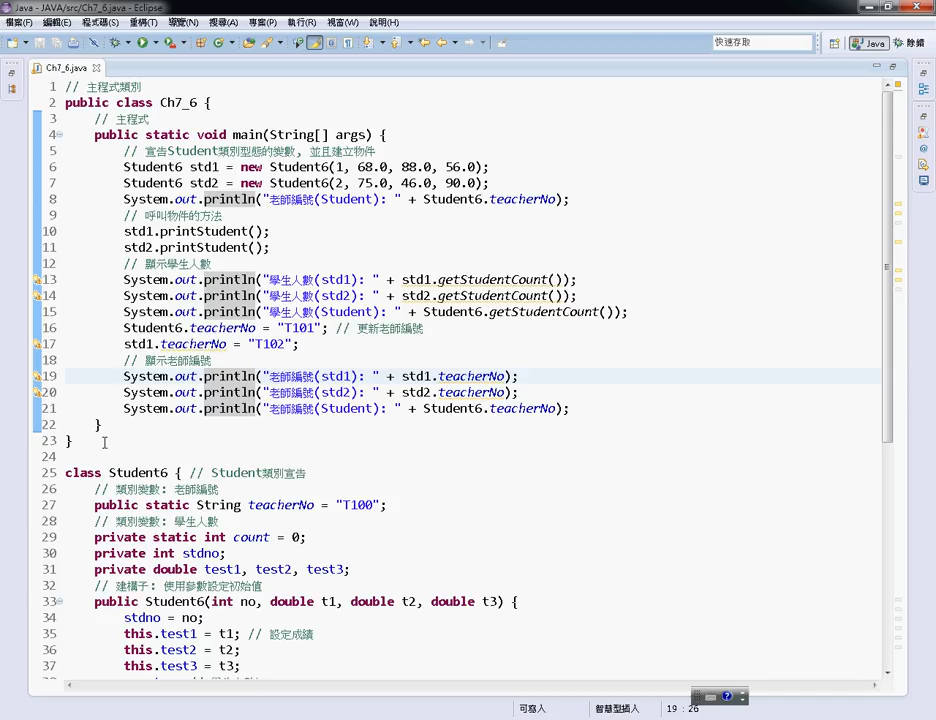 Java - JAVA/src/Ch7_6.java - Eclipse
檔案(F) 編輯(E) 程式碼(S) 重構(T) 導覽(N) 搜尋(A) 專案(P) 執行(R) 視窗(W) 說明(H)
快速存取 Java 除錯
Ch7_6.java
1 // 主程式類別
2 public class Ch7_6 {
3 // 主程式
4 public static void main(String[] args) {
5 // 宣告Student類別型態的變數, 並且建立物件
6 Student6 std1 = new Student6(1, 68.0, 88.0, 56.0);
7 Student6 std2 = new Student6(2, 75.0, 46.0, 90.0);
8 System.out.println("老師編號(Student): " + Student6.teacherNo);
9 // 呼叫物件的方法
10 std1.printStudent();
11 std2.printStudent();
12 // 顯示學生人數
13 System.out.println("學生人數(std1): " + std1.getStudentCount());
14 System.out.println("學生人數(std2): " + std2.getStudentCount());
15 System.out.println("學生人數(Student): " + Student6.getStudentCount());
16 Student6.teacherNo = "T101"; // 更新老師編號
17 std1.teacherNo = "T102";
18 // 顯示老師編號
19 System.out.println("老師編號(std1): " + std1.teacherNo);
20 System.out.println("老師編號(std2): " + std2.teacherNo);
21 System.out.println("老師編號(Student): " + Student6.teacherNo);
22 }
23 }
24
25 class Student6 { // Student類別宣告
26 // 類別變數: 老師編號
27 public static String teacherNo = "T100";
28 // 類別變數: 學生人數
29 private static int count = 0;
30 private int stdno;
31 private double test1, test2, test3;
32 // 建構子: 使用參數設定初始值
33 public Student6(int no, double t1, double t2, double t3) {
34 stdno = no;
35 this.test1 = t1; // 設定成績
36 this.test2 = t2;
37 this.test3 = t3;
可寫入 智慧型插入 19 : 26